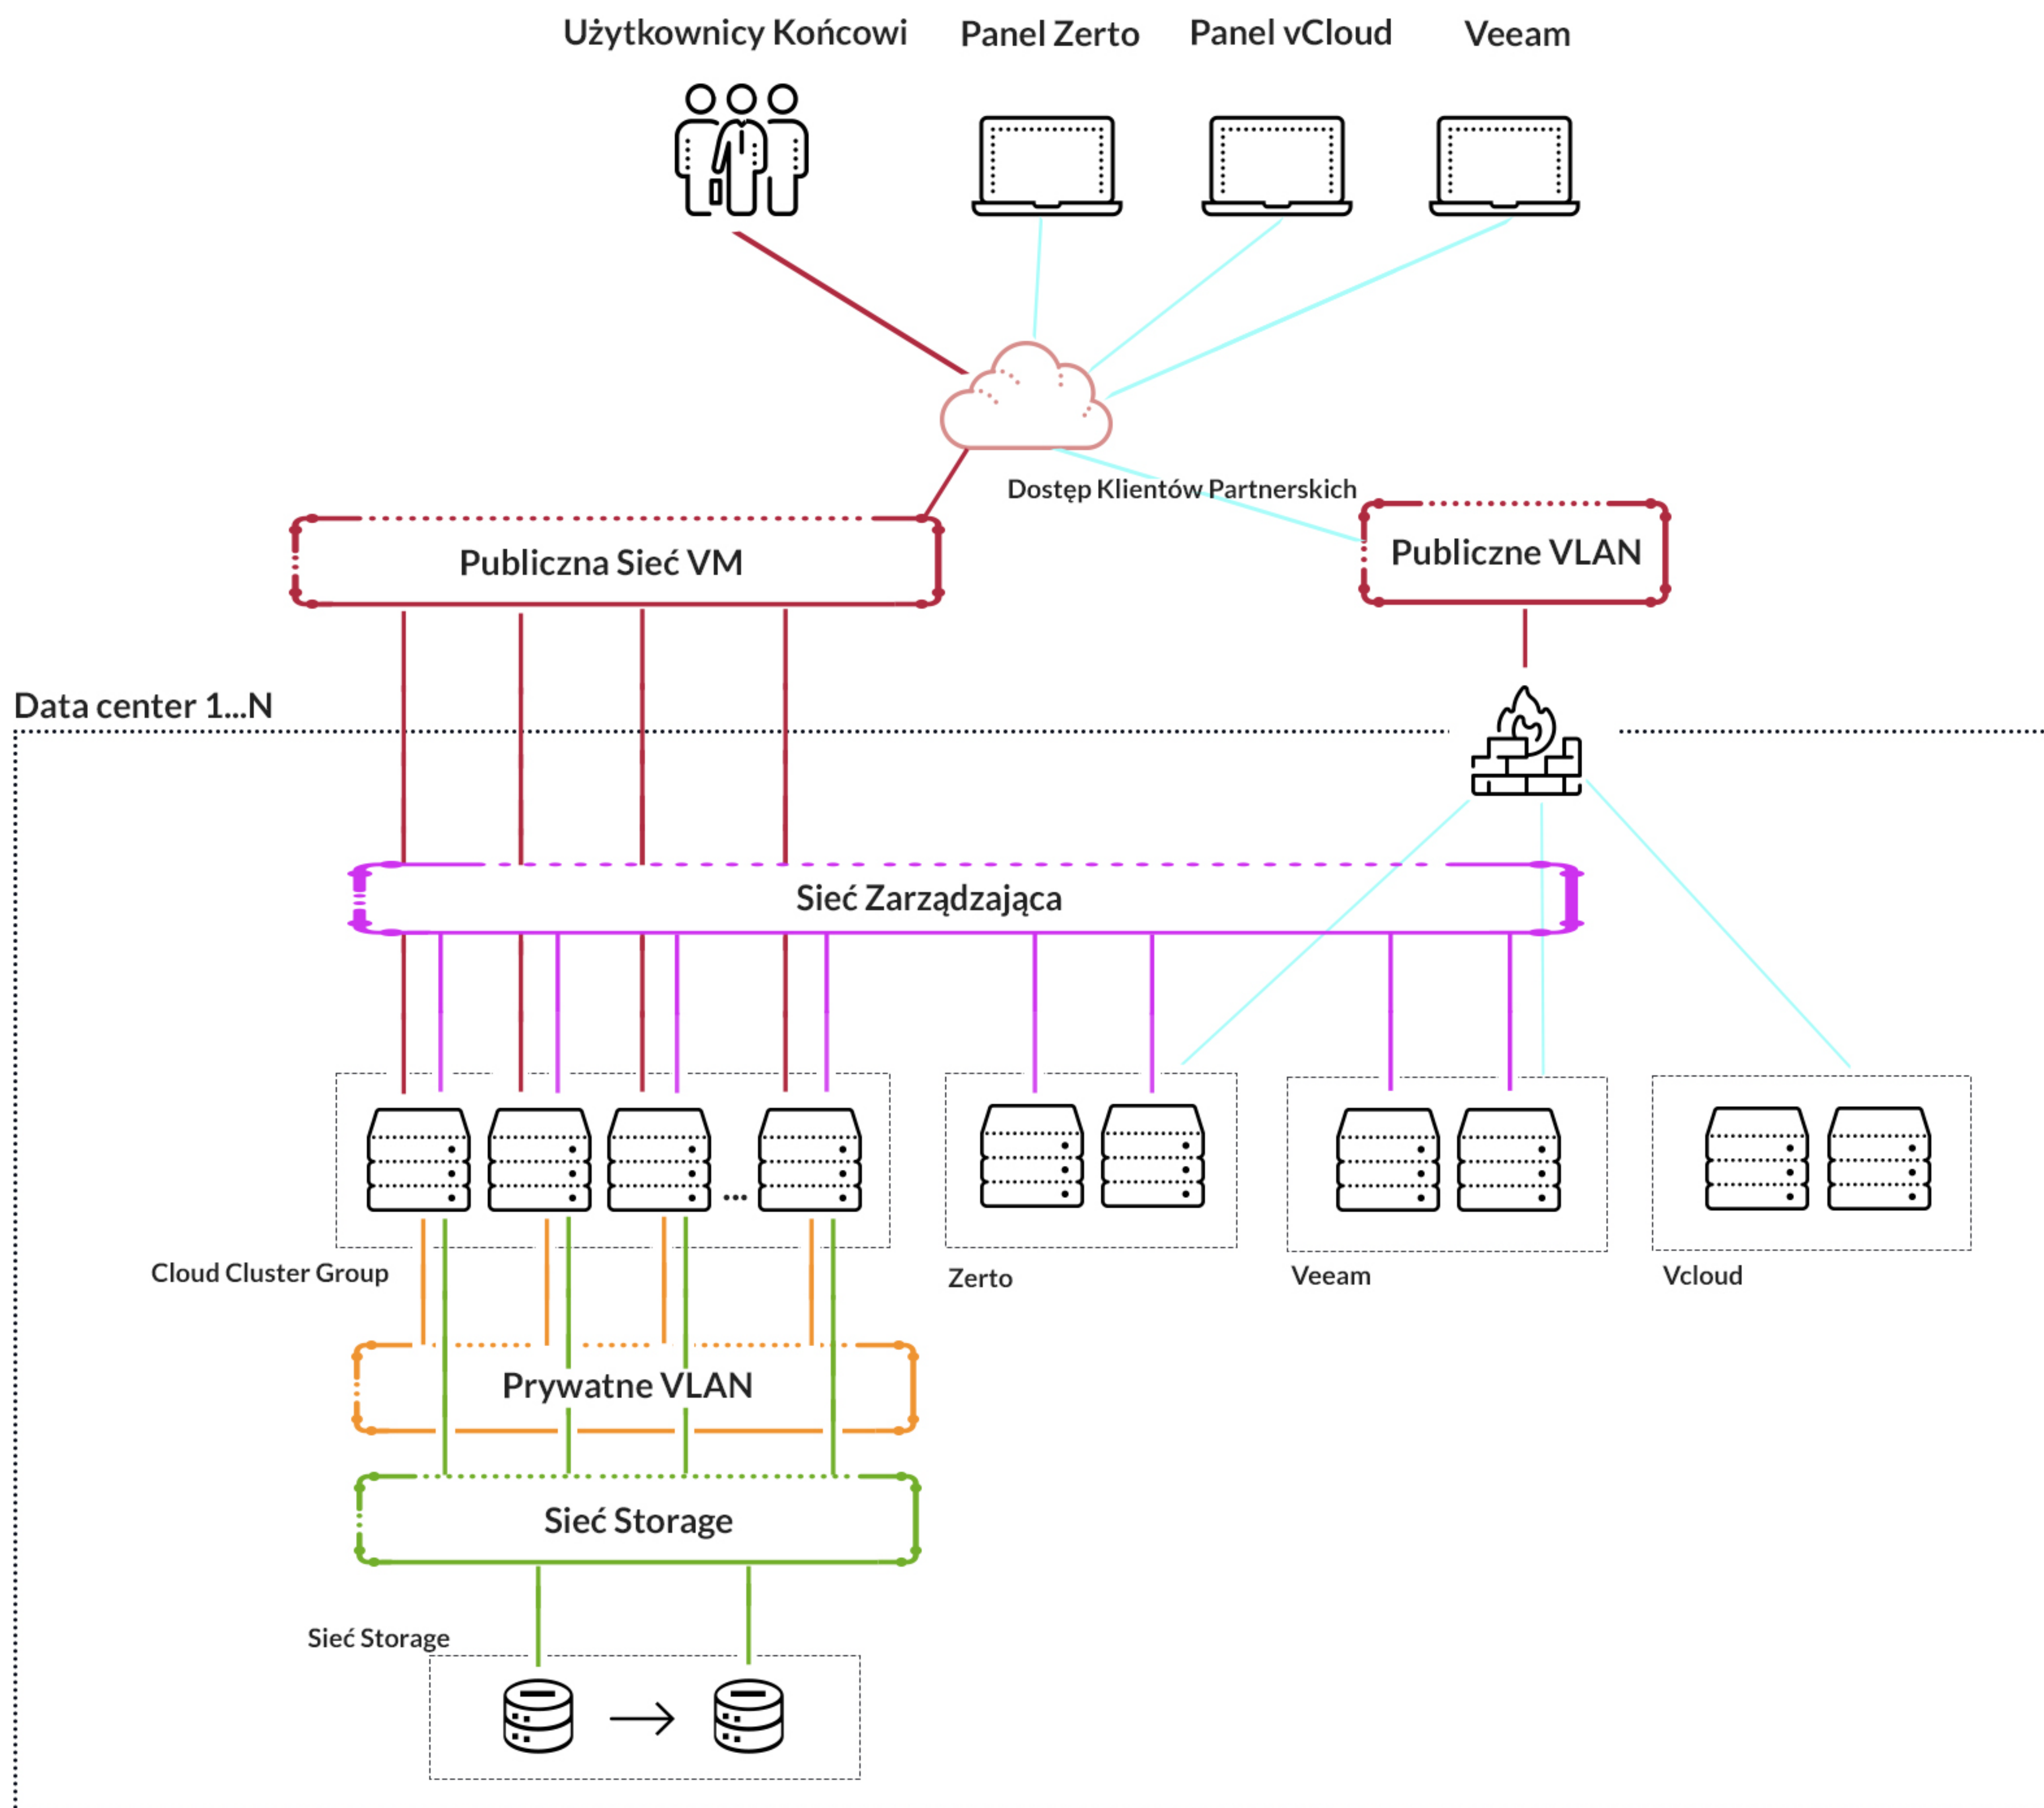 Użytkownicy Końcowi
Panel Zerto
Panel vCloud
Veeam
Dostęp Klientów Partnerskich
Publiczna Sieć VM
Publiczne VLAN
Data center 1...N
Sieć Zarządzająca
...
Cloud Cluster Group
Zerto
Veeam
Vcloud
Prywatne VLAN
Sieć Storage
Sieć Storage